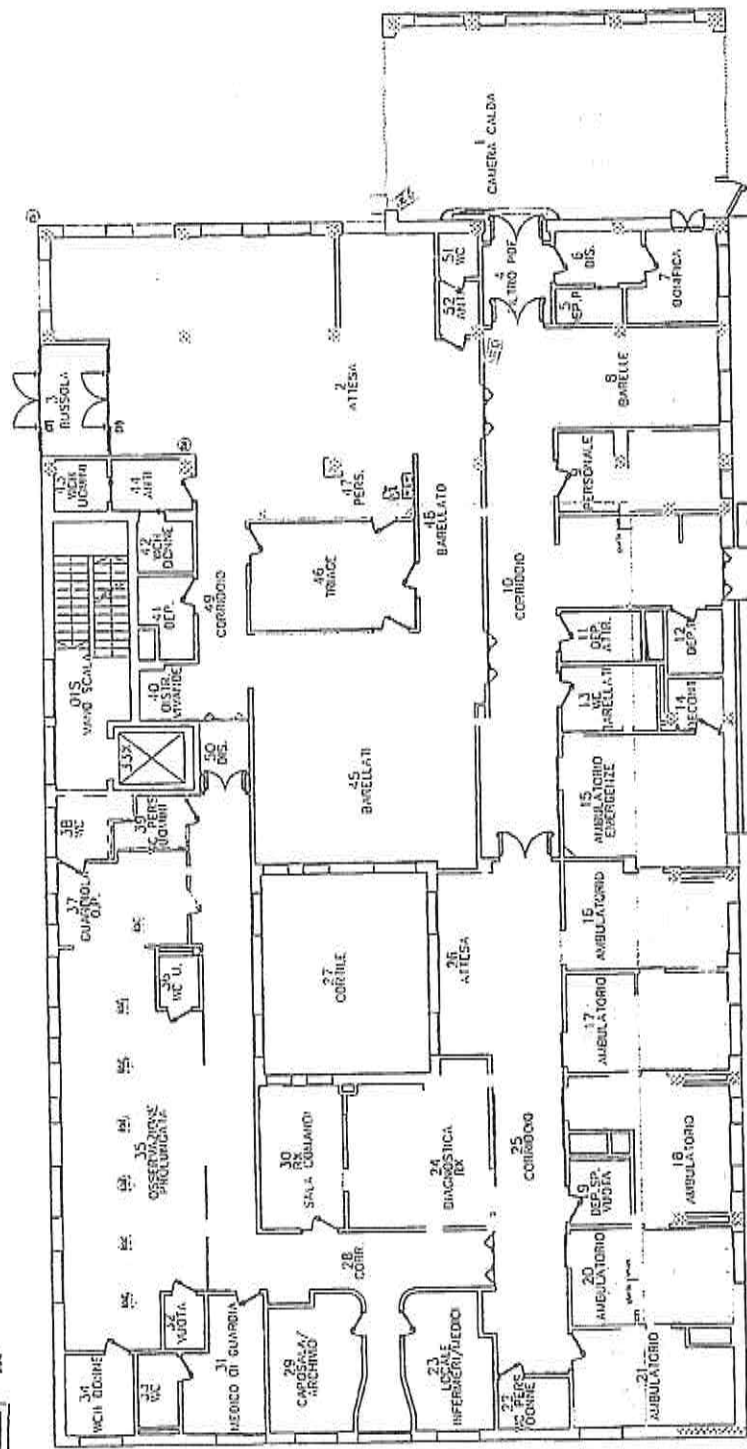 1
CAMERA CALDA
2
ATTESA
3
BUSSOLA
4
FILTRO PDF.
5
DEP.P
6
DIS.
7
BONIFICA
8
BARELLE
9
PERSONALE
10
CORRIDOIO
11
DEP.
ATTR.
12
DEP.R
13
WC
BARELLATI
14
DECONT
15
AMBULATORIO
EMERGENZE
16
AMBULATORIO
17
AMBULATORIO
18
AMBULATORIO
19
DEP.SP.
VUOTA
20
AMBULATORIO
21
AMBULATORIO
22
WC PERS
DONNE
23
LOCALE
INFERMIERI/MEDICI
24
DIAGNOSTICA
RX
25
CORRIDOIO
26
ATTESA
27
CORTILE
28
CORR.
29
CAPOSALA/
ARCHIVIO
30
RX
SALA COMANDI
31
MEDICO DI GUARDIA
32
VUOTA
33
WC
34
WCH DONNE
35
OSSERVAZIONE
PROLUNGATA
36
WC U.
37
GUARDIOLA
O.P.
38
WC
39
WC PERS
UOMINI
01S
VANO SCALA
33X
40
DISTR.
VIVANDE
41
DEP.
42
WCH
DONNE
43
WCH
UOMINI
44
ANTI
45
BARELLATI
46
TRIAGE
47
PERS.
48
BARELLATO
49
CORRIDOIO
50
DIS.
51
WC
52
ANTI